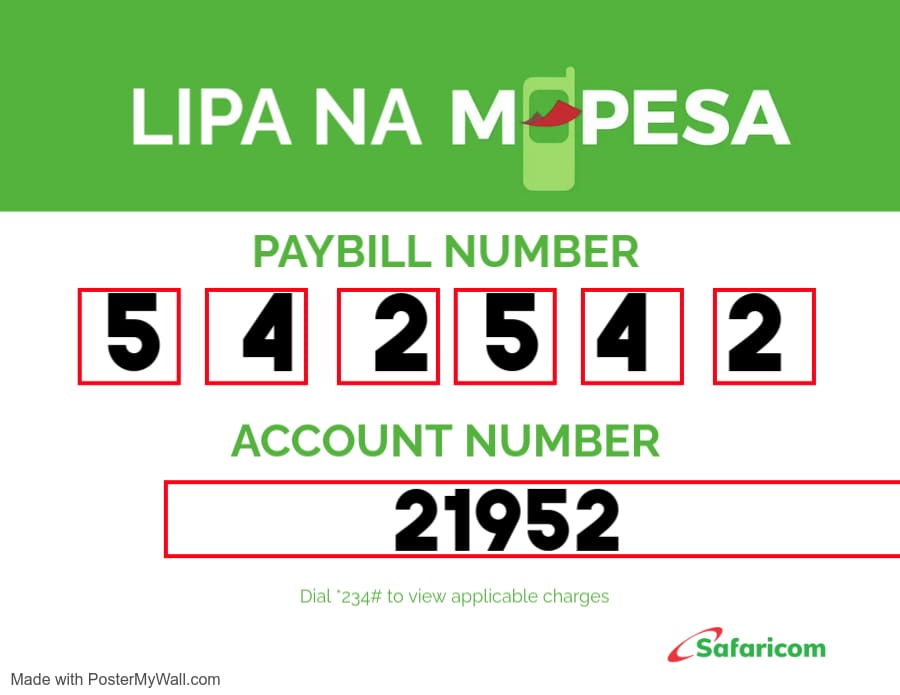 LIPA NA M-PESA
PAYBILL NUMBER
5 4 2 5 4 2
ACCOUNT NUMBER
21952
Dial *234# to view applicable charges
Safaricom
Made with PosterMyWall.com